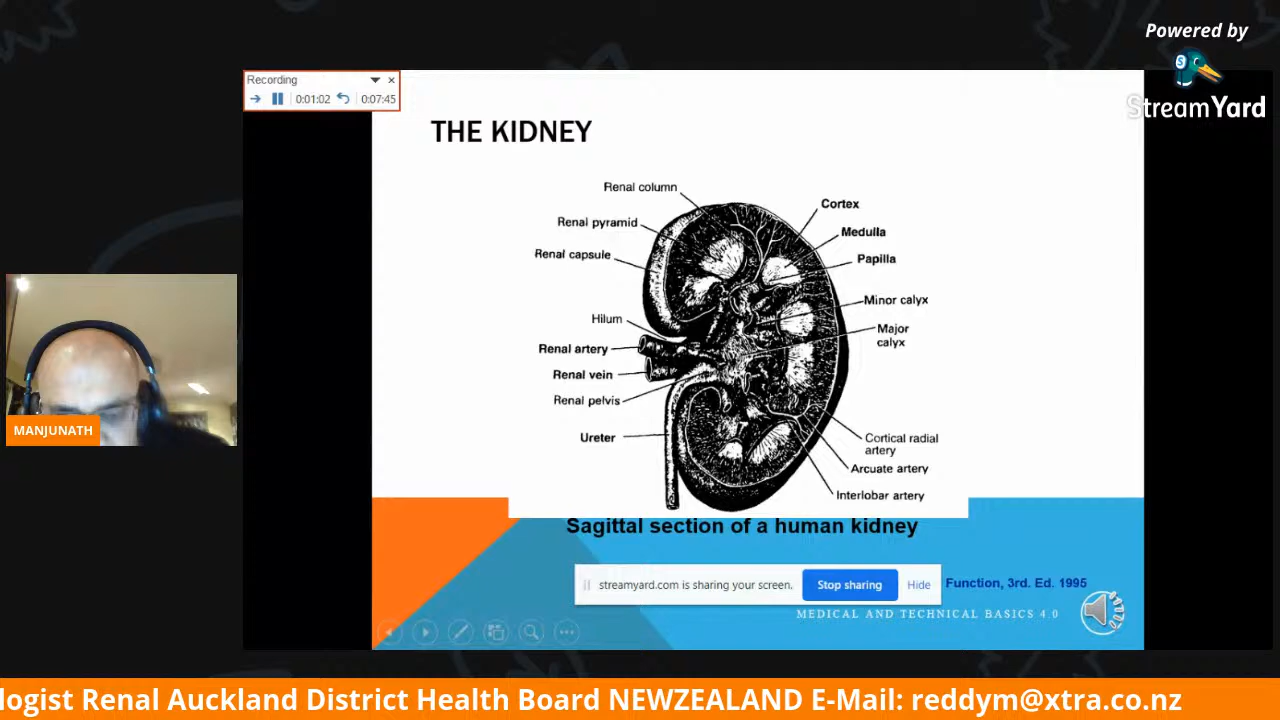 Powered by
StreamYard
Recording
0:01:02
0:07:45
THE KIDNEY
Renal column
Renal pyramid
Renal capsule
Hilum
Renal artery
Renal vein
Renal pelvis
Ureter
Cortex
Medulla
Papilla
Minor calyx
Major
calyx
Cortical radial
artery
Arcuate artery
Interlobar artery
Sagittal section of a human kidney
streamyard.com is sharing your screen.
Stop sharing
Hide
Function, 3rd. Ed. 1995
MEDICAL AND TECHNICAL BASICS 4.0
MANJUNATH
logist Renal Auckland District Health Board NEWZEALAND E-Mail: reddym@xtra.co.nz